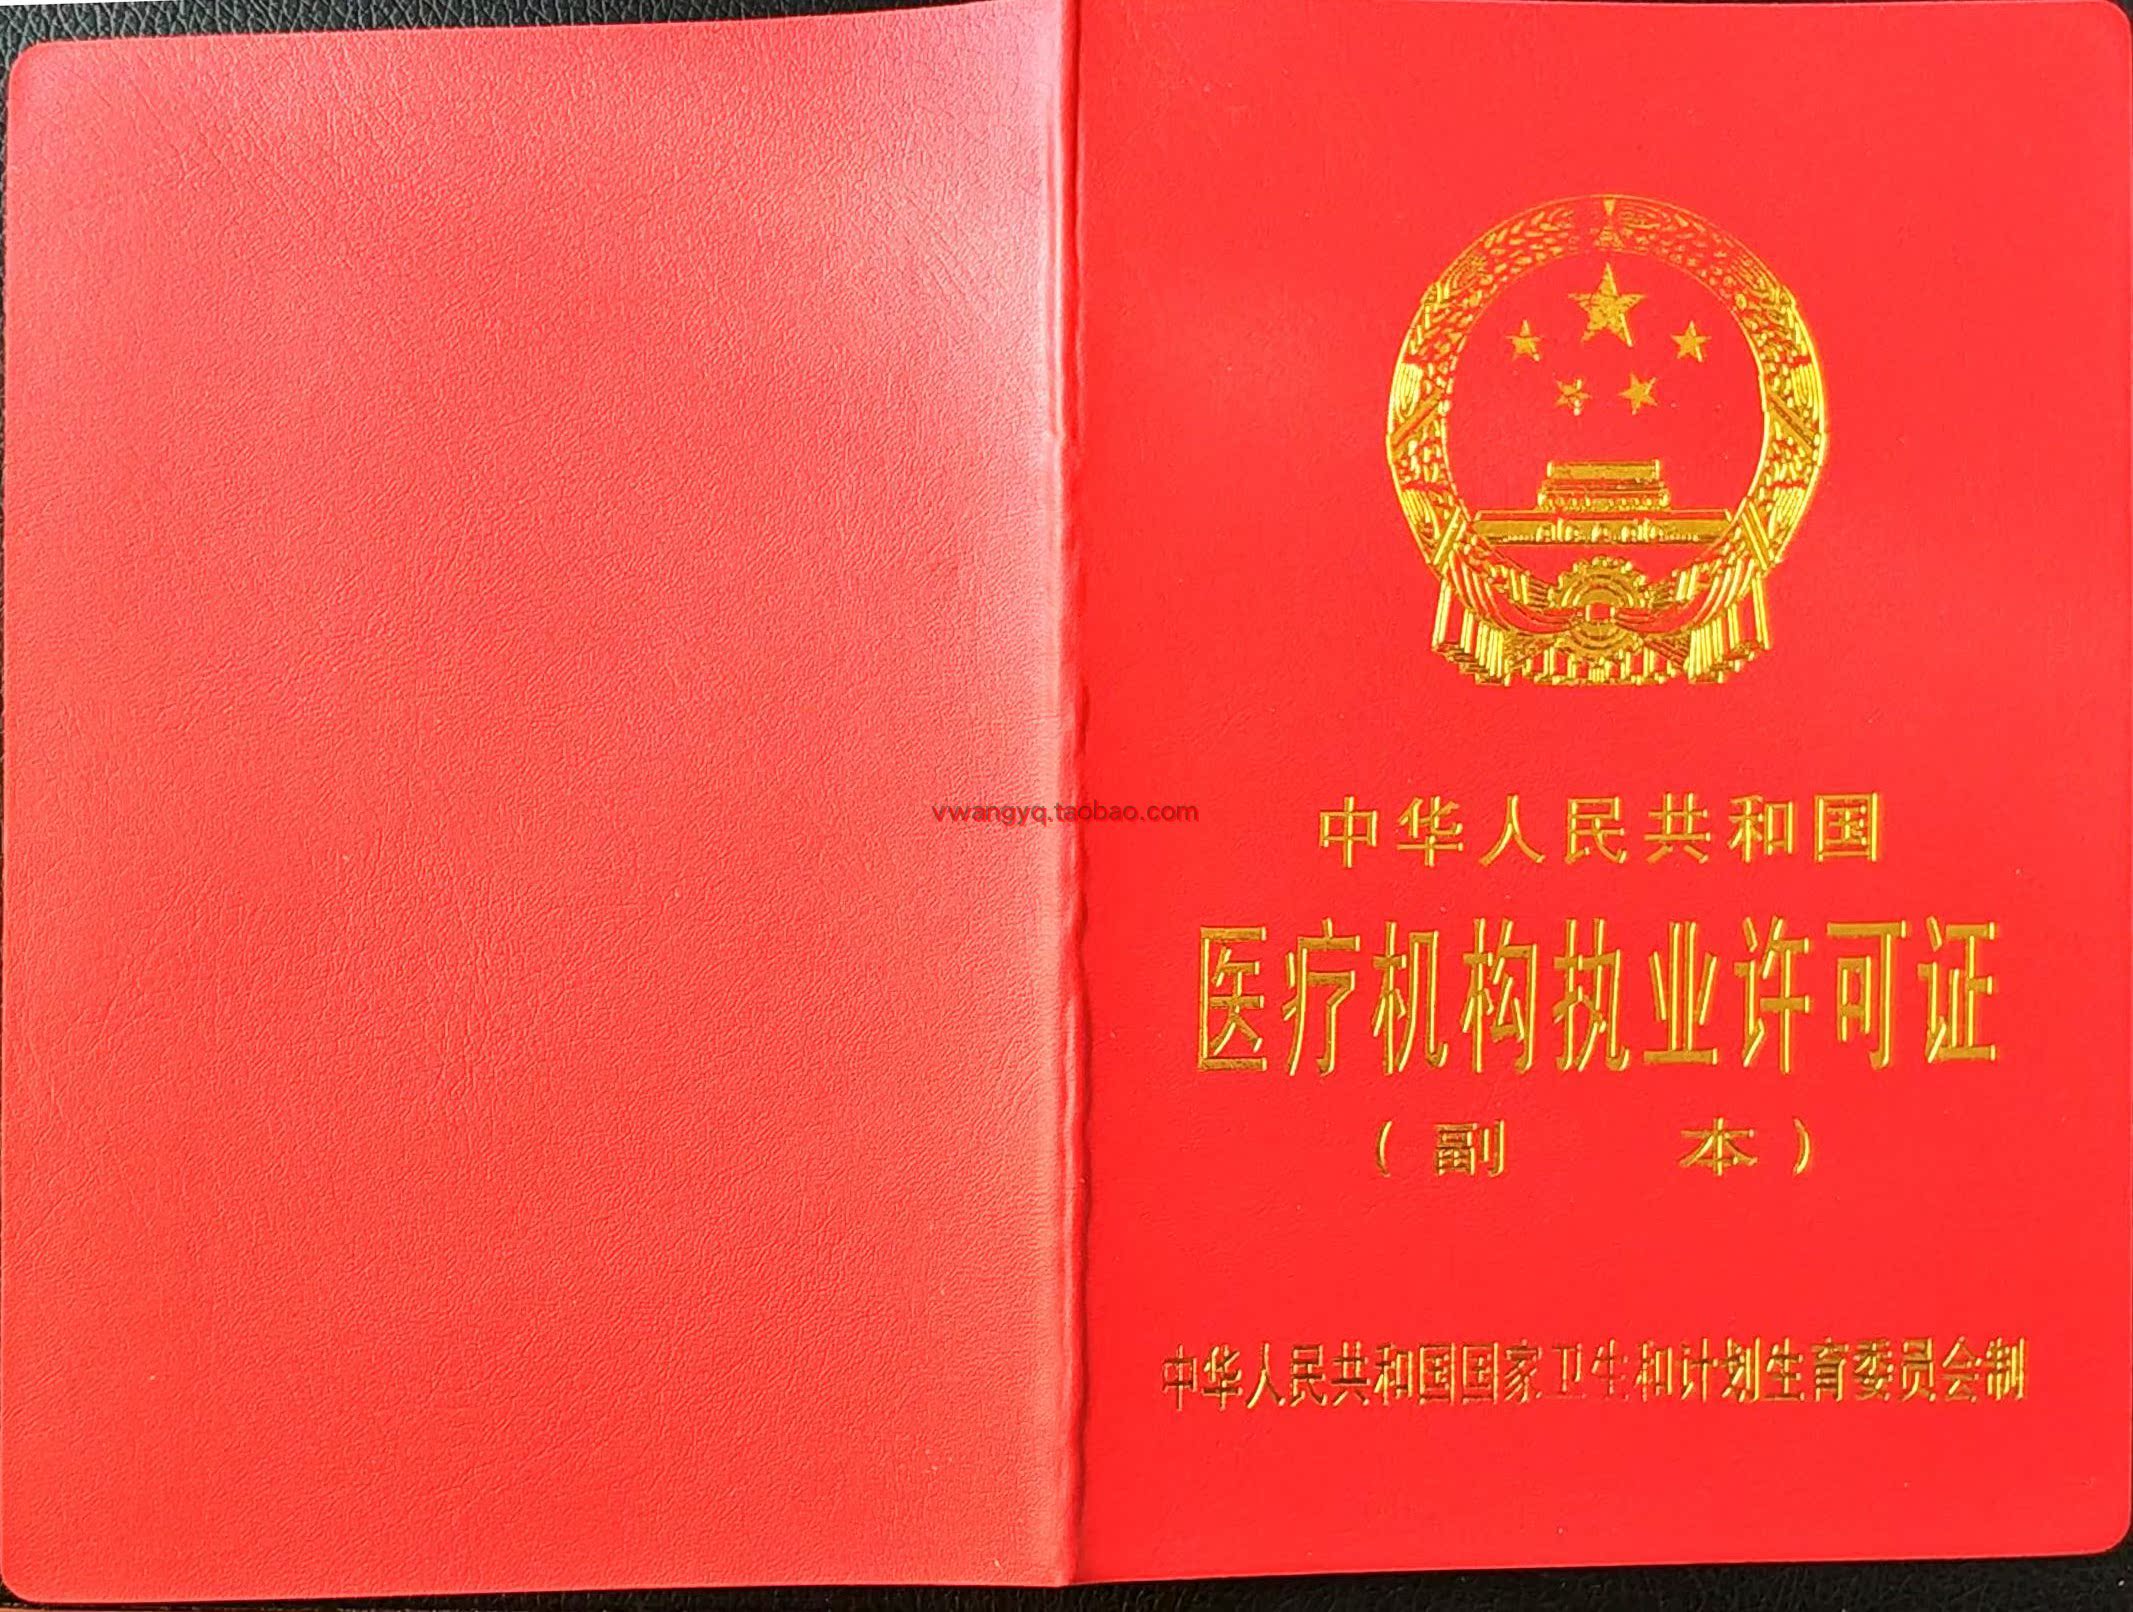 vwangyq.taobao.com
中华人民共和国
医疗机构执业许可证
（副 本）
中华人民共和国国家卫生和计划生育委员会制